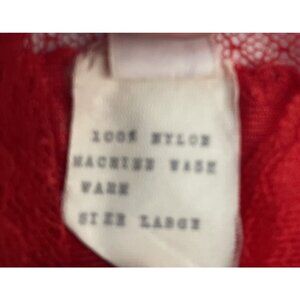 100% NYLON
MACHINE WASH
WARM
SIZE LARGE